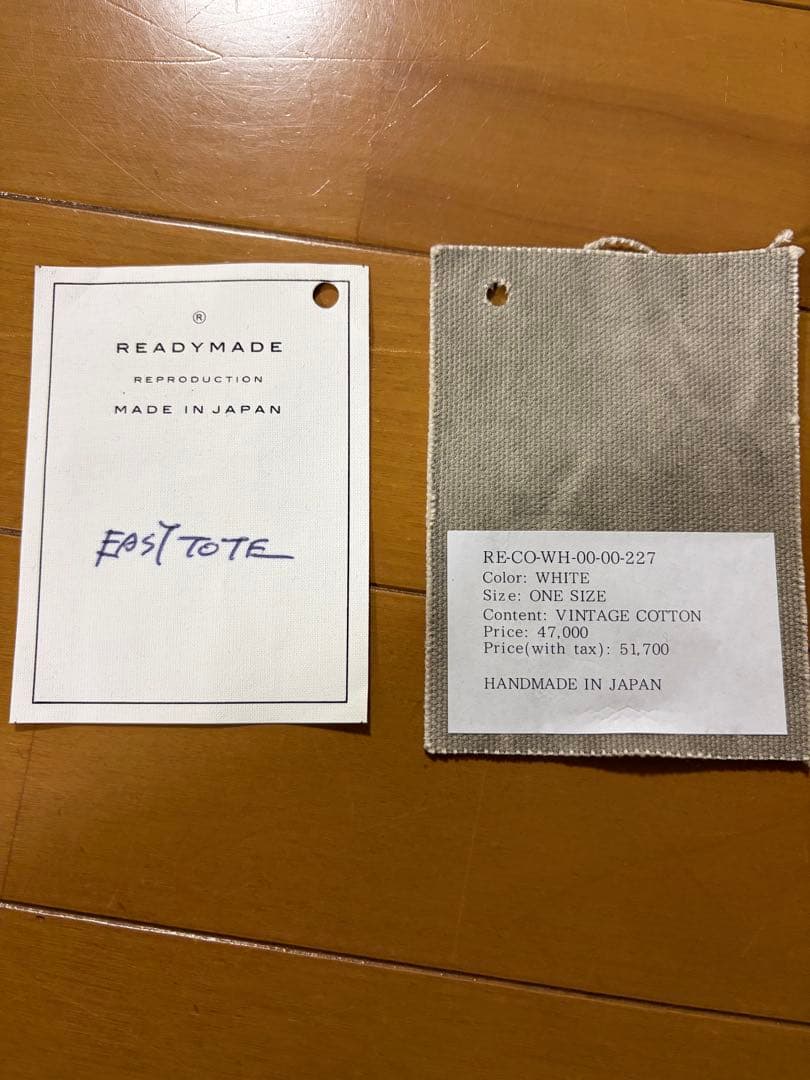 ®
READYMADE
REPRODUCTION
MADE IN JAPAN
EASY TOTE
RE-CO-WH-00-00-227
Color: WHITE
Size: ONE SIZE
Content: VINTAGE COTTON
Price: 47,000
Price(with tax): 51,700
HANDMADE IN JAPAN